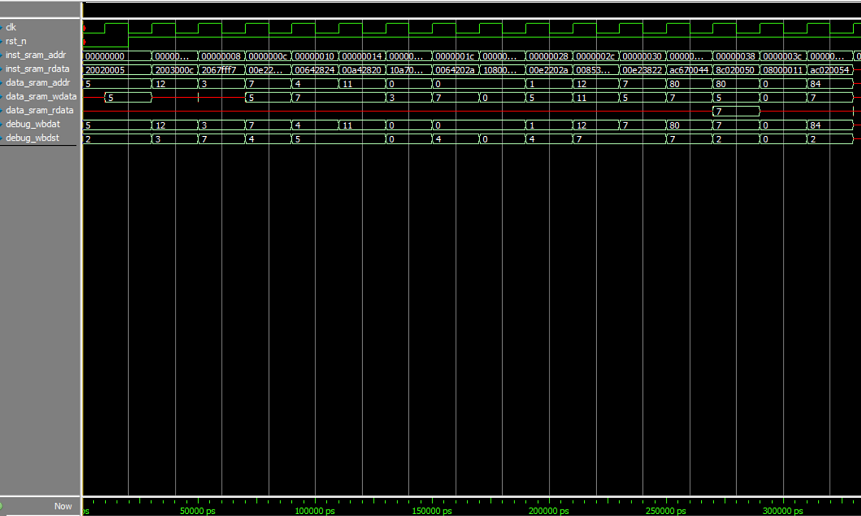 clk
rst_n
inst_sram_addr 00000000 00000... 00000008 0000000c 00000010 00000014 00000... 0000001c 00000... 00000028 0000002c 00000030 00000... 00000038 0000003c 00000...
inst_sram_rdata 20020005 2003000c 2067fff7 00e22... 00642824 00a42820 10a70... 0064202a 10800... 00e2202a 00853... 00e23822 ac670044 8c020050 08000011 ac020054
data_sram_addr 5 12 3 7 4 11 0 0 1 12 7 80 80 0 84
data_sram_wdata 5 5 7 3 7 0 5 11 5 7 5 0 7
data_sram_rdata 7
debug_wbdat 5 12 3 7 4 11 0 0 1 12 7 80 7 0 84
debug_wbdst 2 3 7 4 5 0 4 0 4 7 7 2 0 2
Now ps 50000 ps 100000 ps 150000 ps 200000 ps 250000 ps 300000 ps